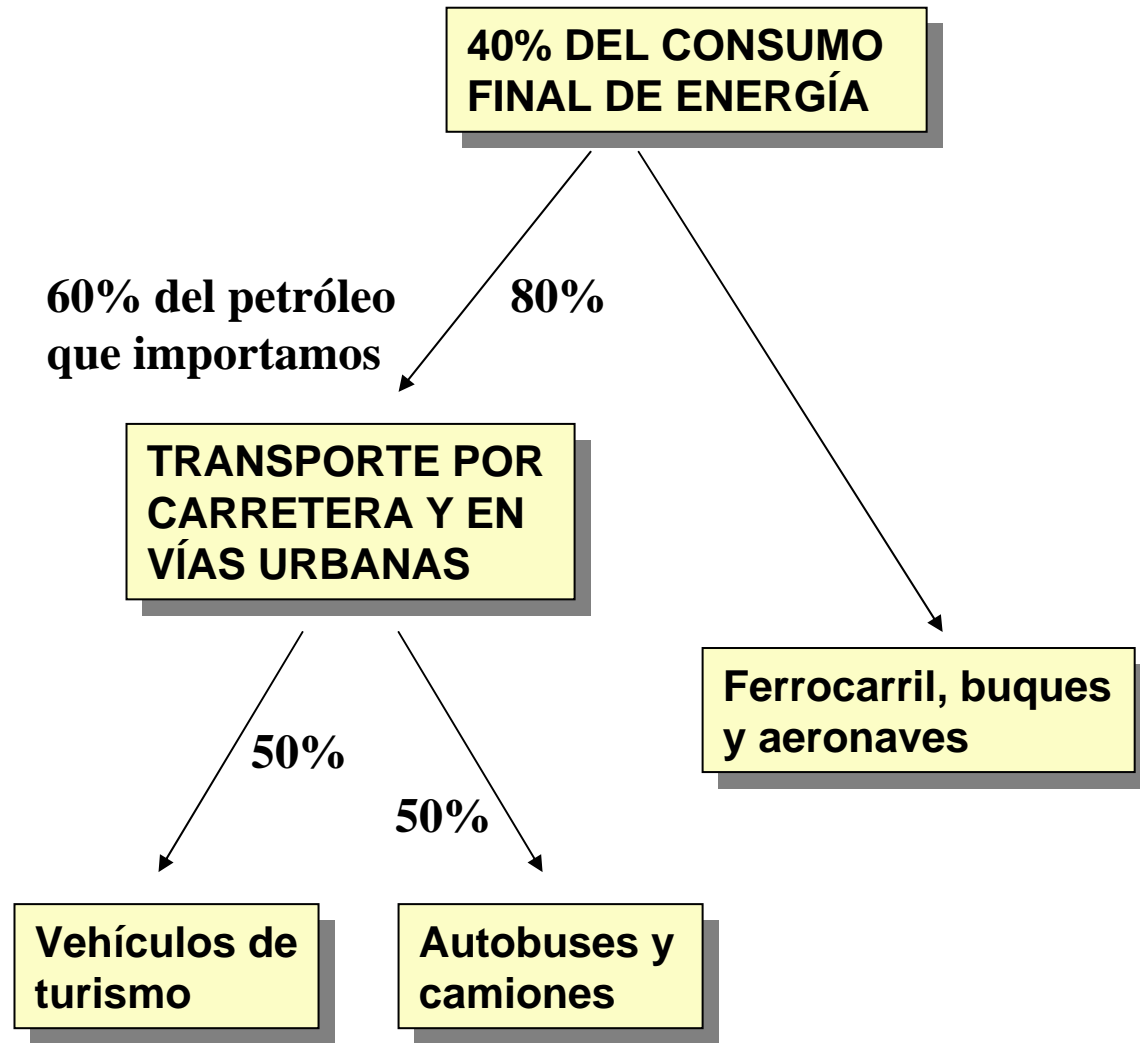 40% DEL CONSUMO
FINAL DE ENERGÍA
60% del petróleo
que importamos
80%
TRANSPORTE POR
CARRETERA Y EN
VÍAS URBANAS
Ferrocarril, buques
y aeronaves
50%
50%
Vehículos de
turismo
Autobuses y
camiones